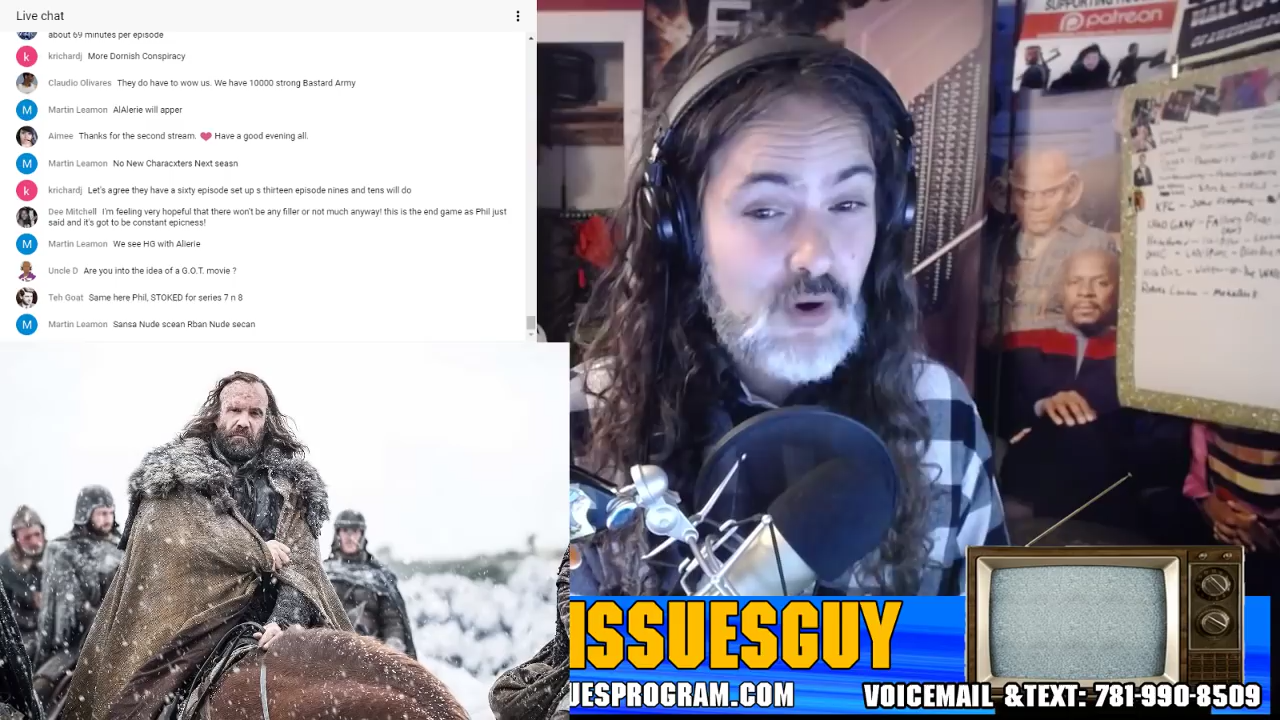 Live chat
about 69 minutes per episode
k krichardj More Dornish Conspiracy
Claudio Olivares They do have to wow us. We have 10000 strong Bastard Army
M Martin Leamon AlAlerie will apper
Aimee Thanks for the second stream. ❤ Have a good evening all.
M Martin Leamon No New Characxters Next seasn
k krichardj Let's agree they have a sixty episode set up s thirteen episode nines and tens will do
Dee Mitchell I'm feeling very hopeful that there won't be any filler or not much anyway! this is the end game as Phil just
said and it's got to be constant epicness!
M Martin Leamon We see HG with Alierie
Uncle D Are you into the idea of a G.O.T. movie ?
Teh Goat Same here Phil, STOKED for series 7 n 8
M Martin Leamon Sansa Nude scean Rban Nude secan
patreon
ISSUESGUY
UESPROGRAM.COM
VOICEMAIL &TEXT: 781-990-8509